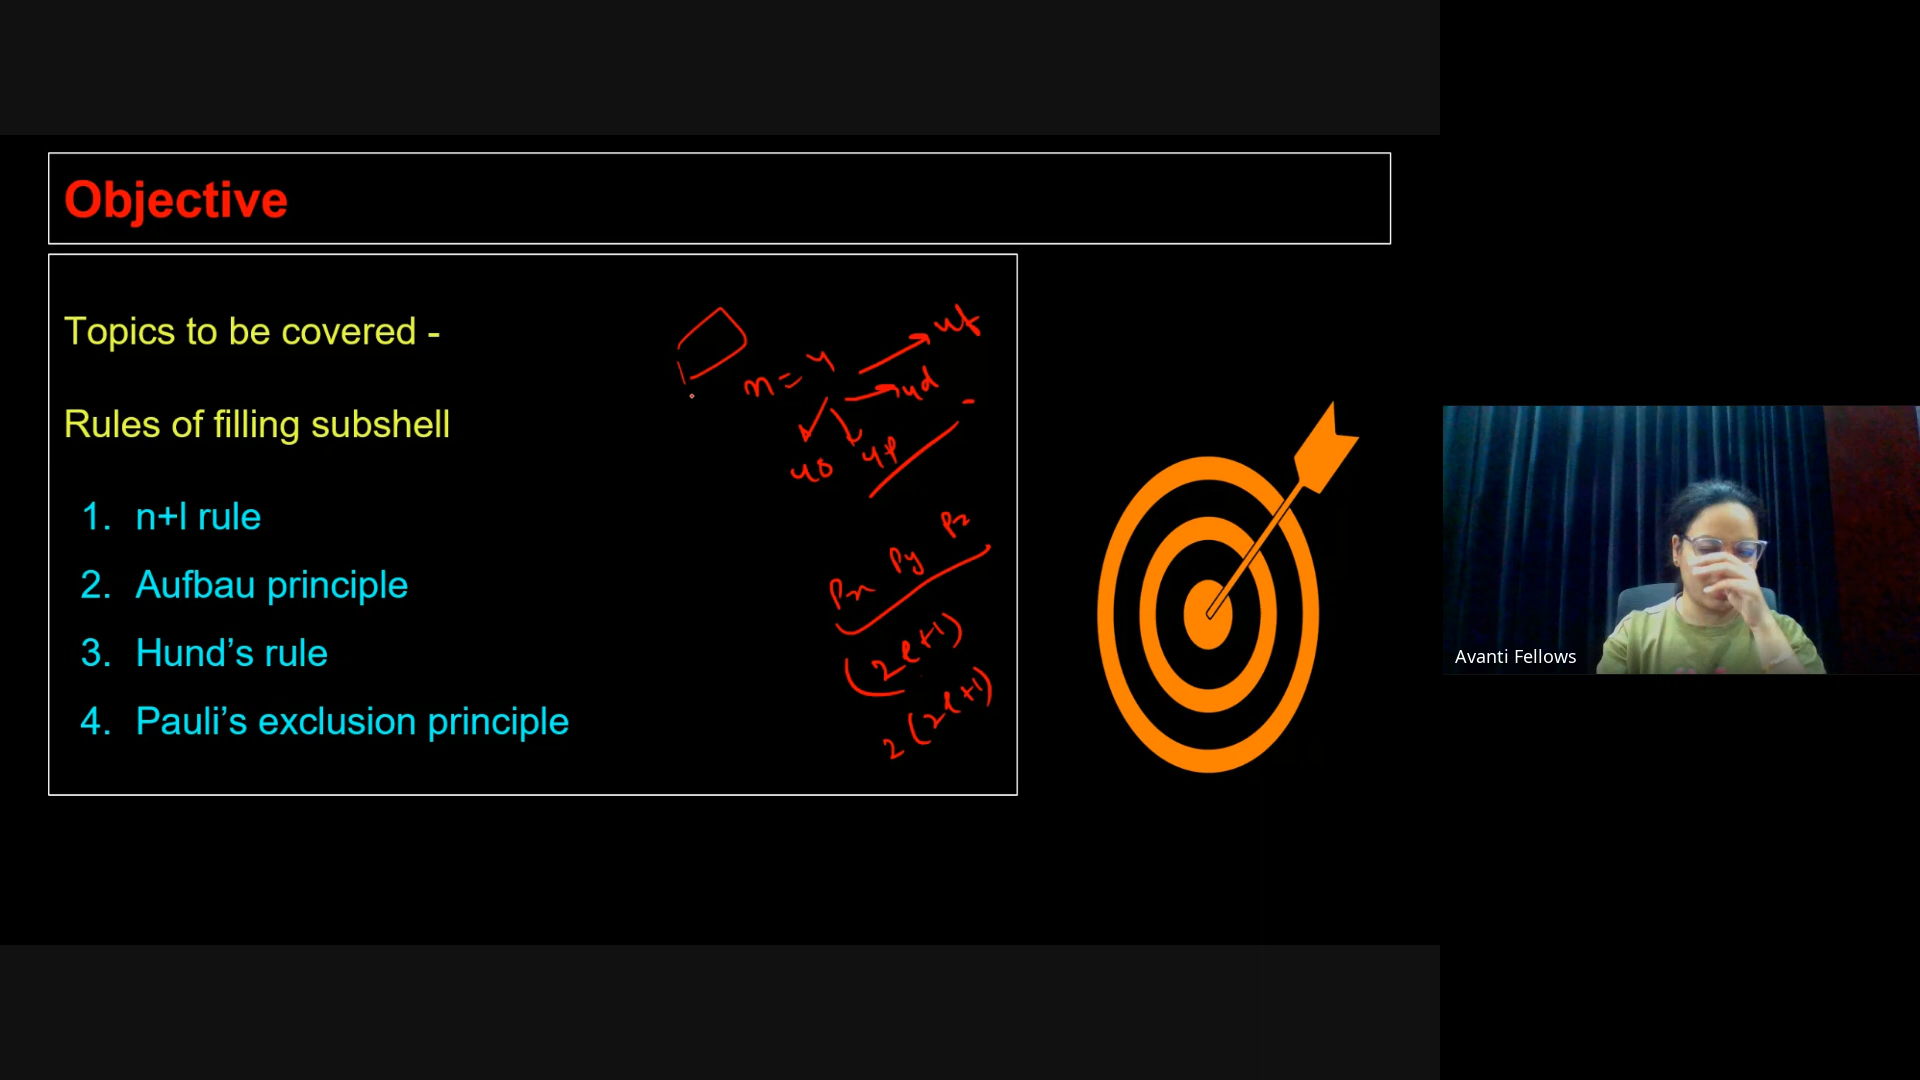 Objective
Topics to be covered -
Rules of filling subshell
1. n+l rule
2. Aufbau principle
3. Hund’s rule
4. Pauli’s exclusion principle
n = 4
4f
4d
4s 4p
Px Py Pz
(2l+1)
2(2l+1)
Avanti Fellows